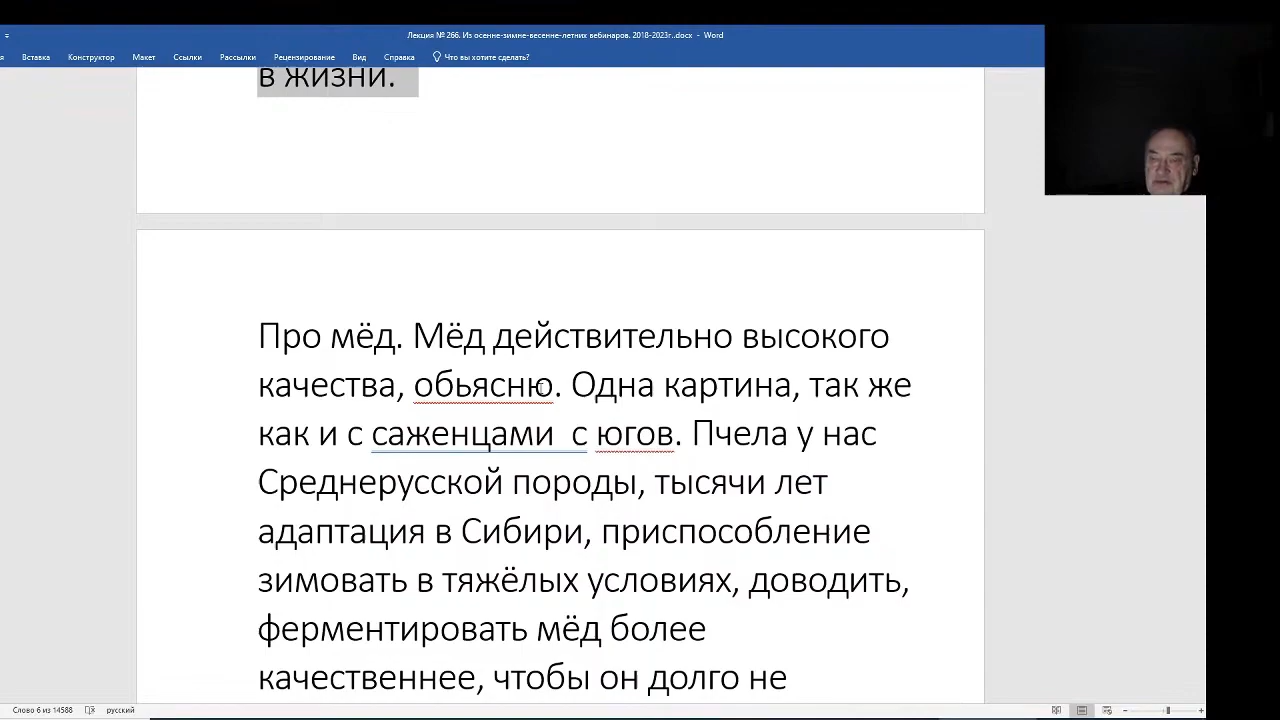 Лекция № 266. Из осенне-зимне-весенне-летних вебинаров. 2018-2023г..docx - Word
Вставка Конструктор Макет Ссылки Рассылки Рецензирование Вид Справка Что вы хотите сделать?
в жизни.
Про мёд. Мёд действительно высокого
качества, обьясню. Одна картина, так же
как и с саженцами с югов. Пчела у нас
Среднерусской породы, тысячи лет
адаптация в Сибири, приспособление
зимовать в тяжёлых условиях, доводить,
ферментировать мёд более
качественнее, чтобы он долго не
Слово 6 из 14588 русский